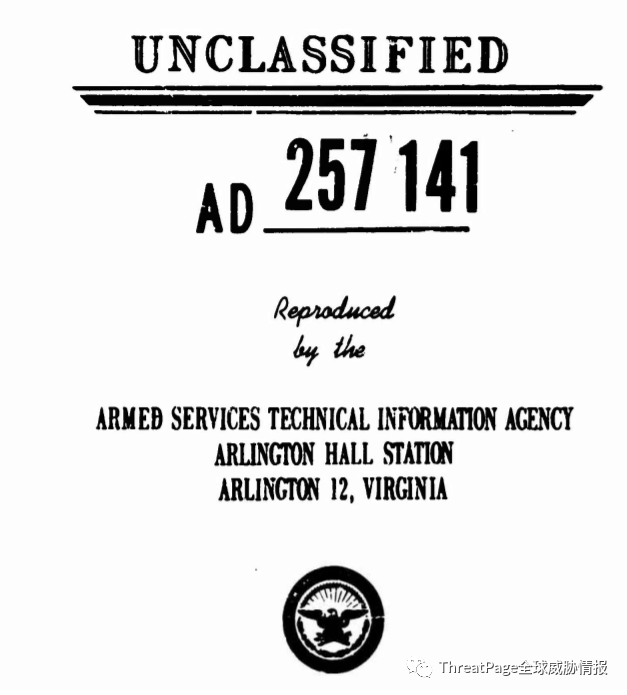 UNCLASSIFIED
AD 257 141
Reproduced
by the
ARMED SERVICES TECHNICAL INFORMATION AGENCY
ARLINGTON HALL STATION
ARLINGTON 12, VIRGINIA
ThreatPage全球威胁情报